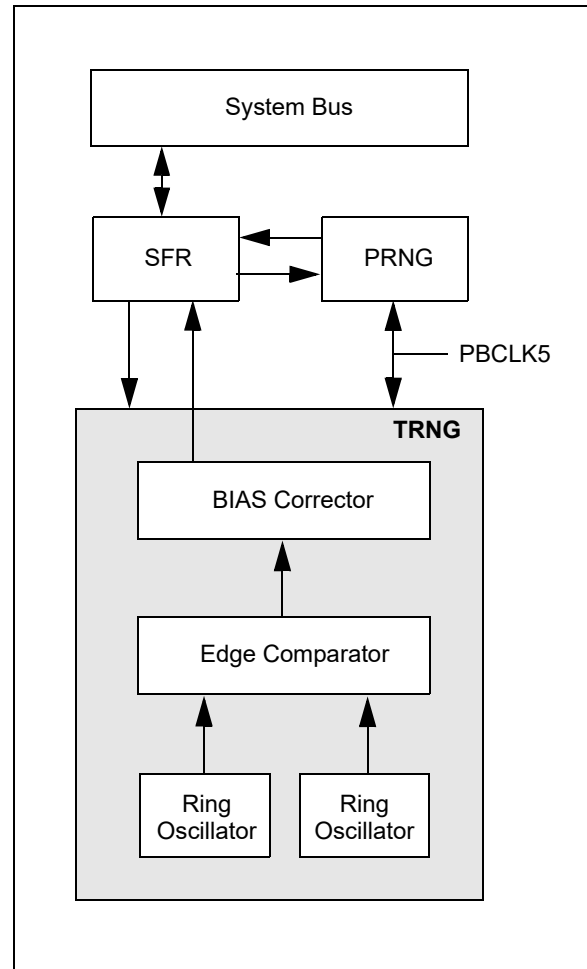 System Bus
SFR
PRNG
PBCLK5
TRNG
BIAS Corrector
Edge Comparator
Ring
Oscillator
Ring
Oscillator